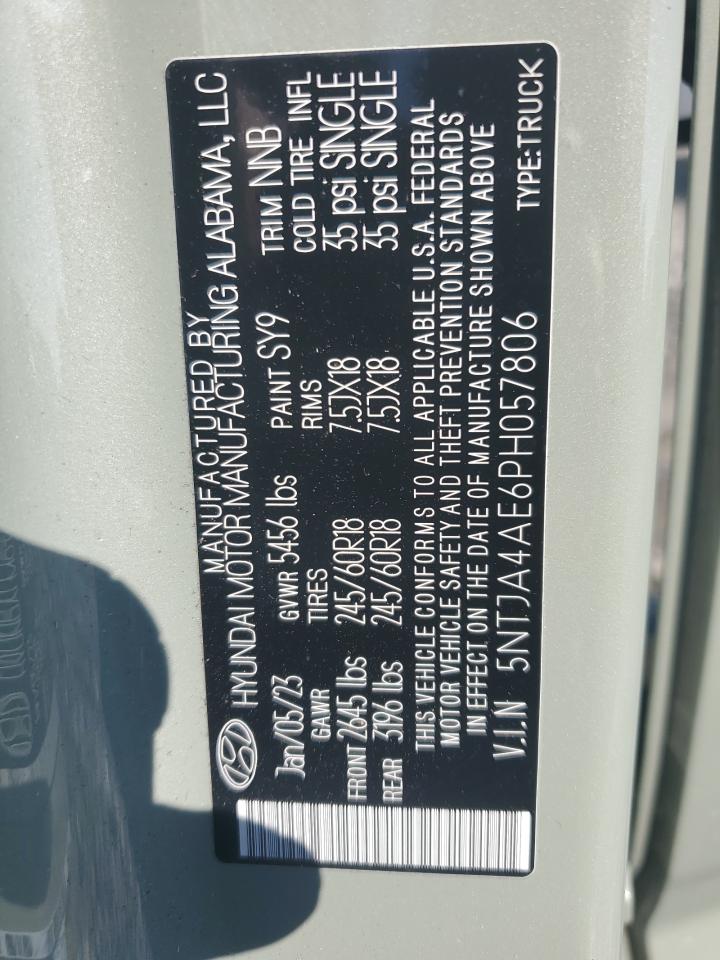 MANUFACTURED BY
HYUNDAI MOTOR MANUFACTURING ALABAMA, LLC
Jan/05/23 GVWR 5456 lbs PAINT SY9 TRIM NNB
GAWR TIRES RIMS COLD TIRE INFL
FRONT 2645 lbs 245/60R18 7.5JX18 35 psi SINGLE
REAR 3196 lbs 245/60R18 7.5JX18 35 psi SINGLE
THIS VEHICLE CONFORMS TO ALL APPLICABLE U.S.A. FEDERAL
MOTOR VEHICLE SAFETY AND THEFT PREVENTION STANDARDS
IN EFFECT ON THE DATE OF MANUFACTURE SHOWN ABOVE
V.I.N 5NTJA4AE6PH057806 TYPE:TRUCK